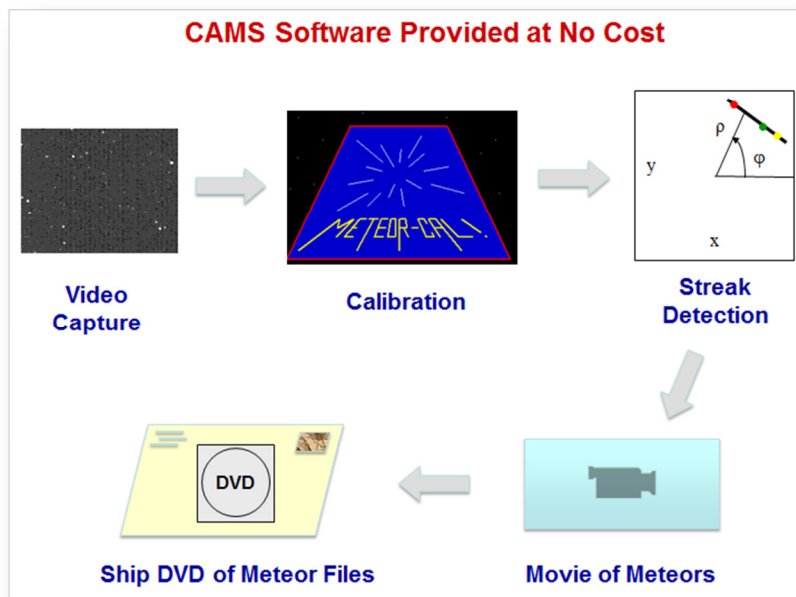 CAMS Software Provided at No Cost
METEOR-CAL!
ρ
φ
y
x
Video
Capture
Calibration
Streak
Detection
DVD
Ship DVD of Meteor Files
Movie of Meteors